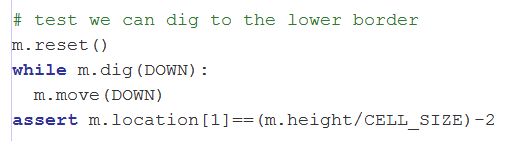 # test we can dig to the lower border
m.reset()
while m.dig(DOWN):
  m.move(DOWN)
assert m.location[1]==(m.height/CELL_SIZE)-2